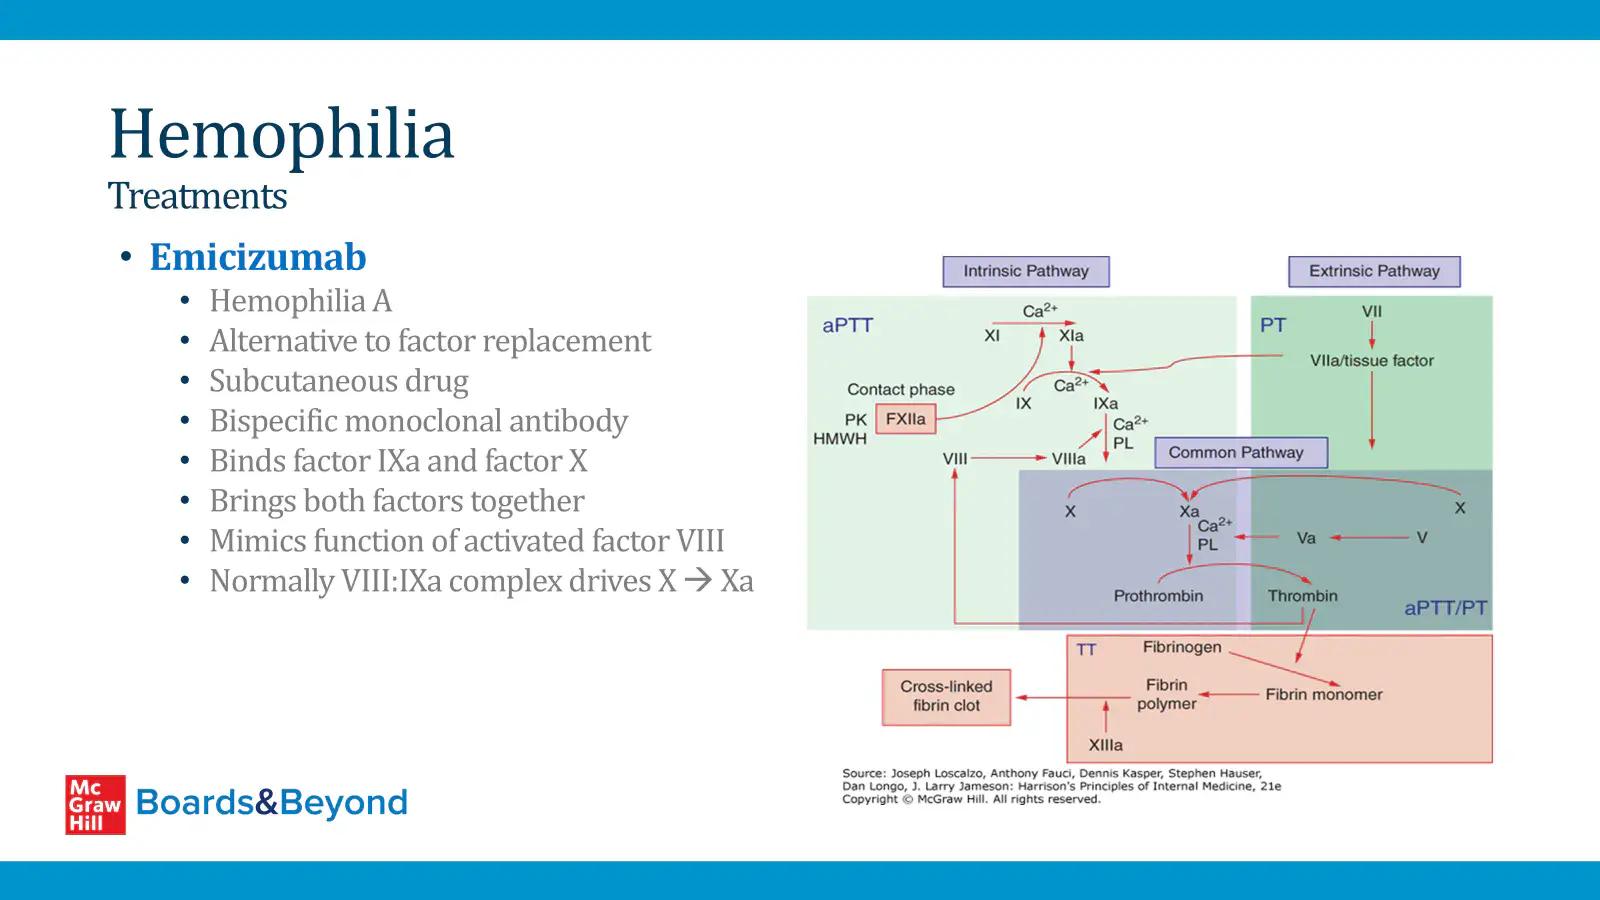 Hemophilia
Treatments
• Emicizumab
• Hemophilia A
• Alternative to factor replacement
• Subcutaneous drug
• Bispecific monoclonal antibody
• Binds factor IXa and factor X
• Brings both factors together
• Mimics function of activated factor VIII
• Normally VIII:IXa complex drives X → Xa
Intrinsic Pathway
Extrinsic Pathway
aPTT
Ca2+
XI
XIa
PT
VII
VIIa/tissue factor
Contact phase
PK
HMWH
FXIIa
Ca2+
IX
IXa
Ca2+
PL
VIII
VIIIa
Common Pathway
X
Xa
X
Ca2+
PL
Va
V
Prothrombin
Thrombin
aPTT/PT
TT
Fibrinogen
Cross-linked
fibrin clot
Fibrin
polymer
Fibrin monomer
XIIIa
Source: Joseph Loscalzo, Anthony Fauci, Dennis Kasper, Stephen Hauser,
Dan Longo, J. Larry Jameson: Harrison's Principles of Internal Medicine, 21e
Copyright © McGraw Hill. All rights reserved.
Mc
Graw
Hill
Boards&Beyond